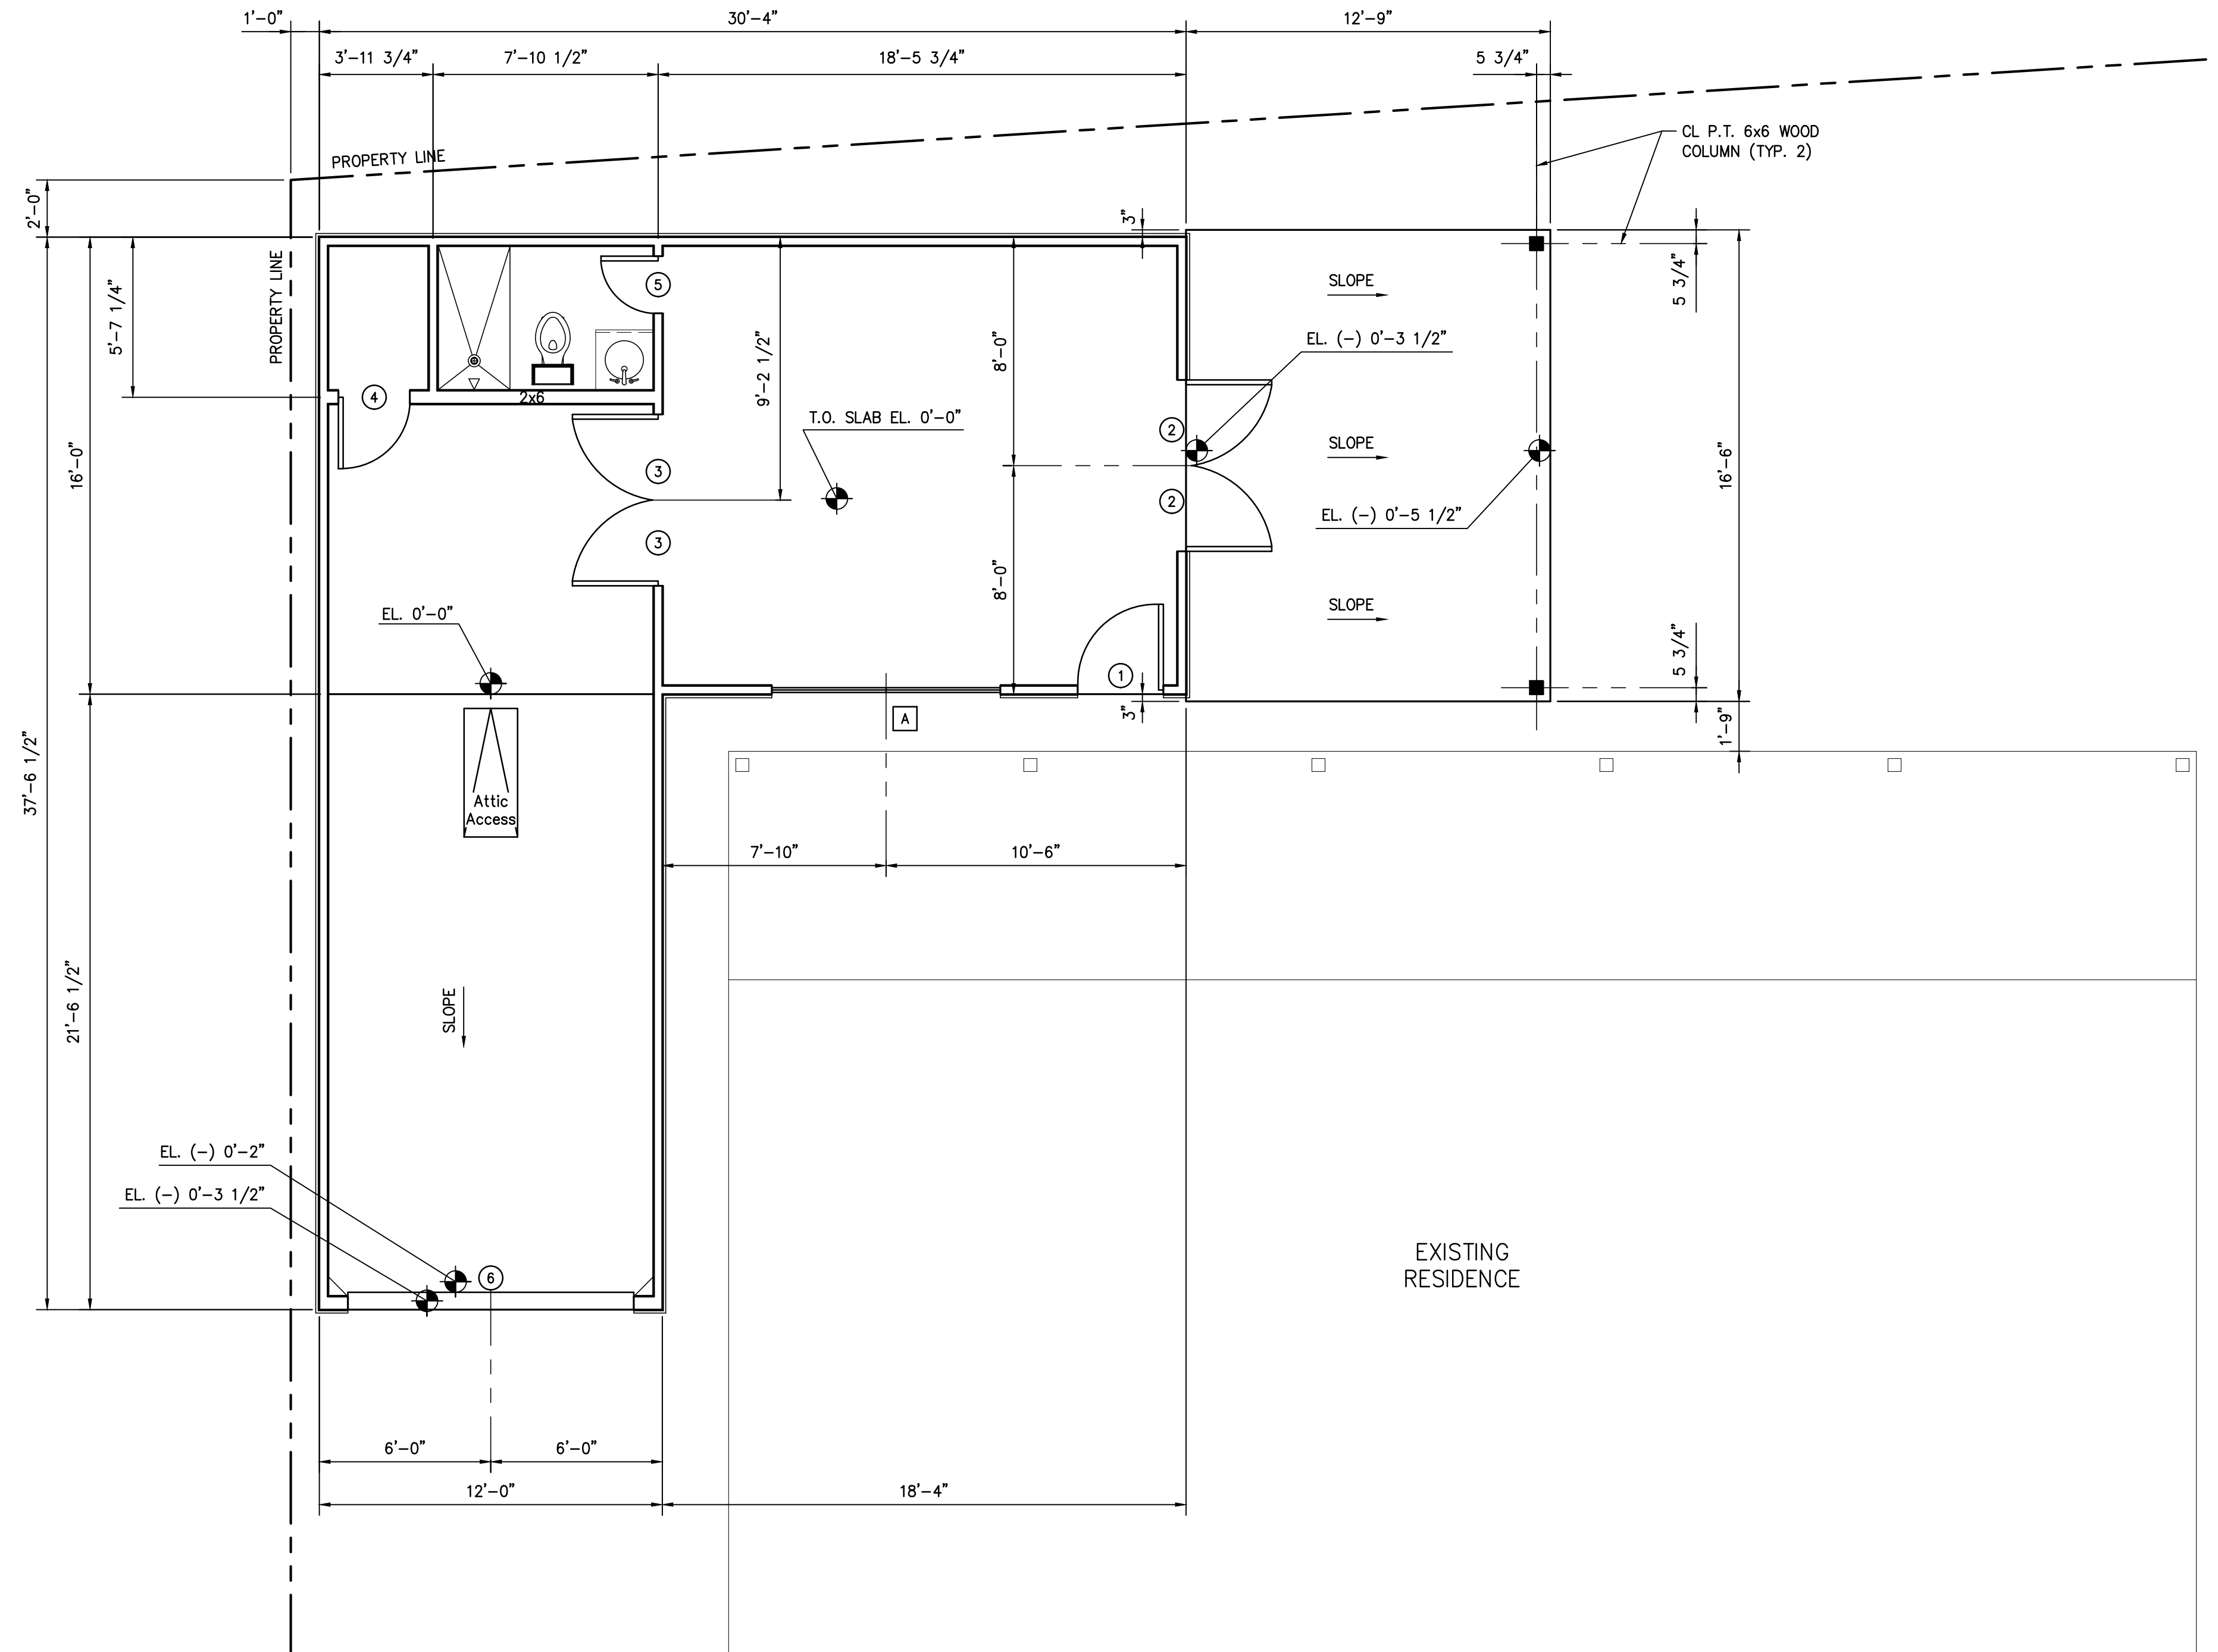 1'-0"
30'-4"
12'-9"
3'-11 3/4"
7'-10 1/2"
18'-5 3/4"
5 3/4"
CL P.T. 6x6 WOOD
COLUMN (TYP. 2)
PROPERTY LINE
2'-0"
3"
PROPERTY LINE
5'-7 1/4"
5
SLOPE
5 3/4"
EL. (-) 0'-3 1/2"
9'-2 1/2"
8'-0"
4
2x6
T.O. SLAB EL. 0'-0"
2
SLOPE
16'-0"
3
16'-6"
2
EL. (-) 0'-5 1/2"
3
8'-0"
EL. 0'-0"
SLOPE
5 3/4"
1
3"
A
1'-9"
37'-6 1/2"
Attic
Access
7'-10"
10'-6"
21'-6 1/2"
SLOPE
EL. (-) 0'-2"
EL. (-) 0'-3 1/2"
6
EXISTING
RESIDENCE
6'-0"
6'-0"
12'-0"
18'-4"